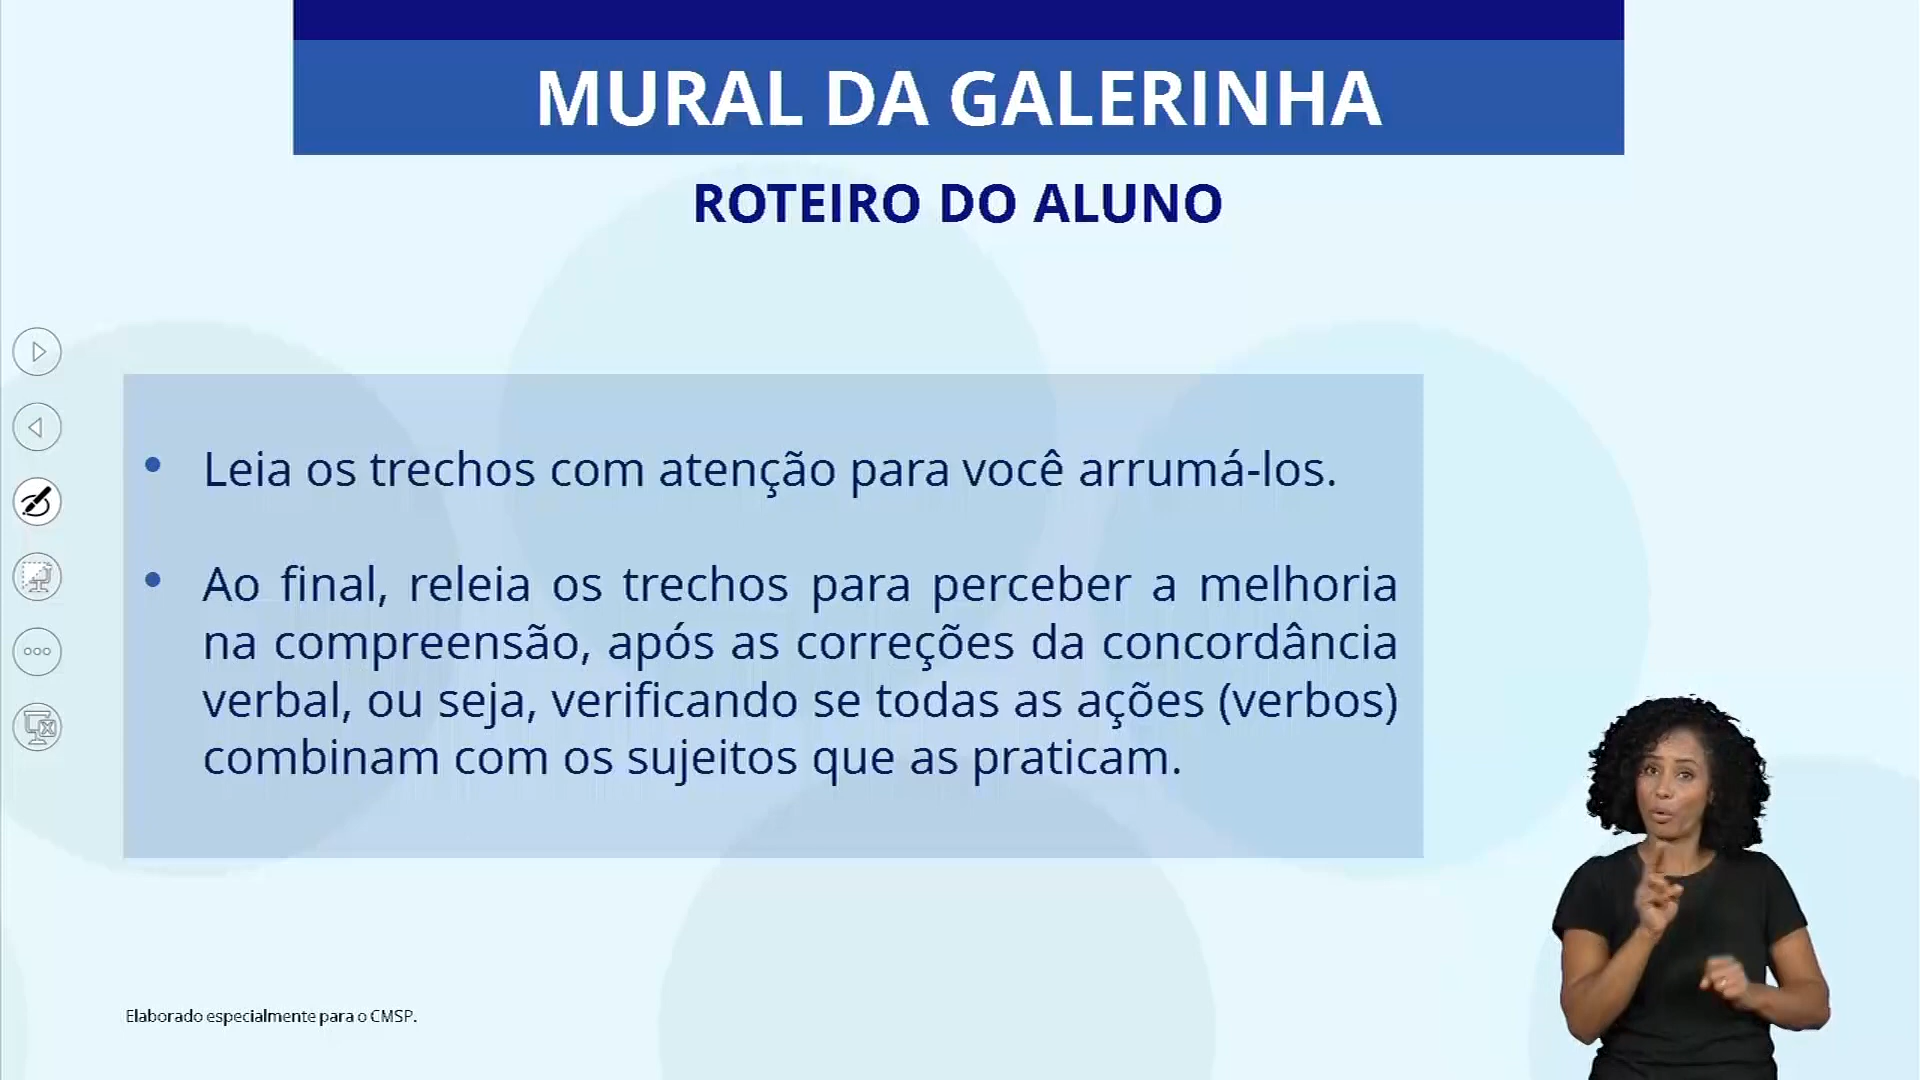 MURAL DA GALERINHA
ROTEIRO DO ALUNO
• Leia os trechos com atenção para você arrumá-los.
• Ao final, releia os trechos para perceber a melhoria
na compreensão, após as correções da concordância
verbal, ou seja, verificando se todas as ações (verbos)
combinam com os sujeitos que as praticam.
Elaborado especialmente para o CMSP.